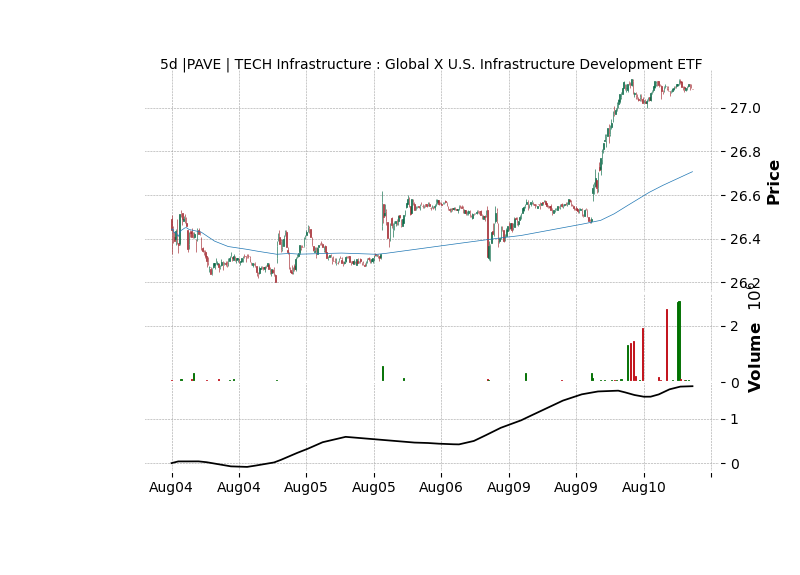 5d |PAVE | TECH Infrastructure : Global X U.S. Infrastructure Development ETF
27.0
26.8
26.6
26.4
26.2
Price
10⁶
2
0
Volume
1
0
Aug04 Aug04 Aug05 Aug05 Aug06 Aug09 Aug09 Aug10